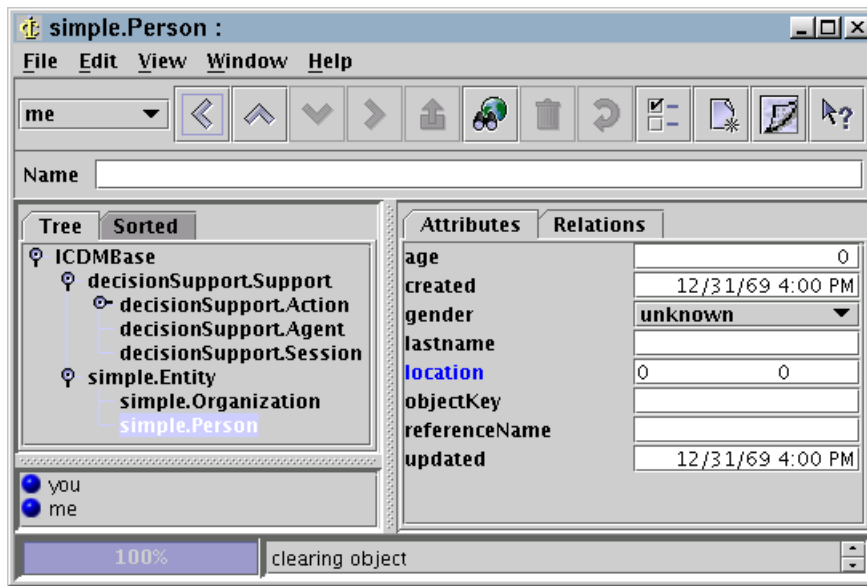 simple.Person :
File Edit View Window Help
me
Name
Tree Sorted
ICDMBase
decisionSupport.Support
decisionSupport.Action
decisionSupport.Agent
decisionSupport.Session
simple.Entity
simple.Organization
simple.Person
you
me
Attributes Relations
age 0
created 12/31/69 4:00 PM
gender unknown
lastname
location 0 0
objectKey
referenceName
updated 12/31/69 4:00 PM
100% clearing object